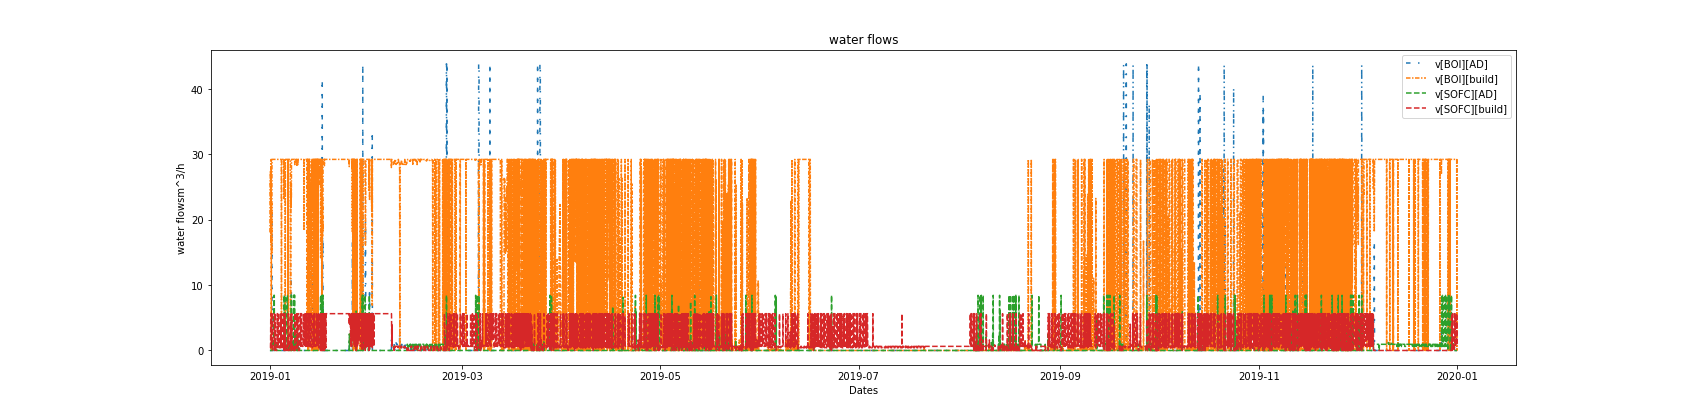 water flows
v[BOI][AD]
v[BOI][build]
v[SOFC][AD]
v[SOFC][build]
water flowsm^3/h
40
30
20
10
0
2019-01
2019-03
2019-05
2019-07
2019-09
2019-11
2020-01
Dates